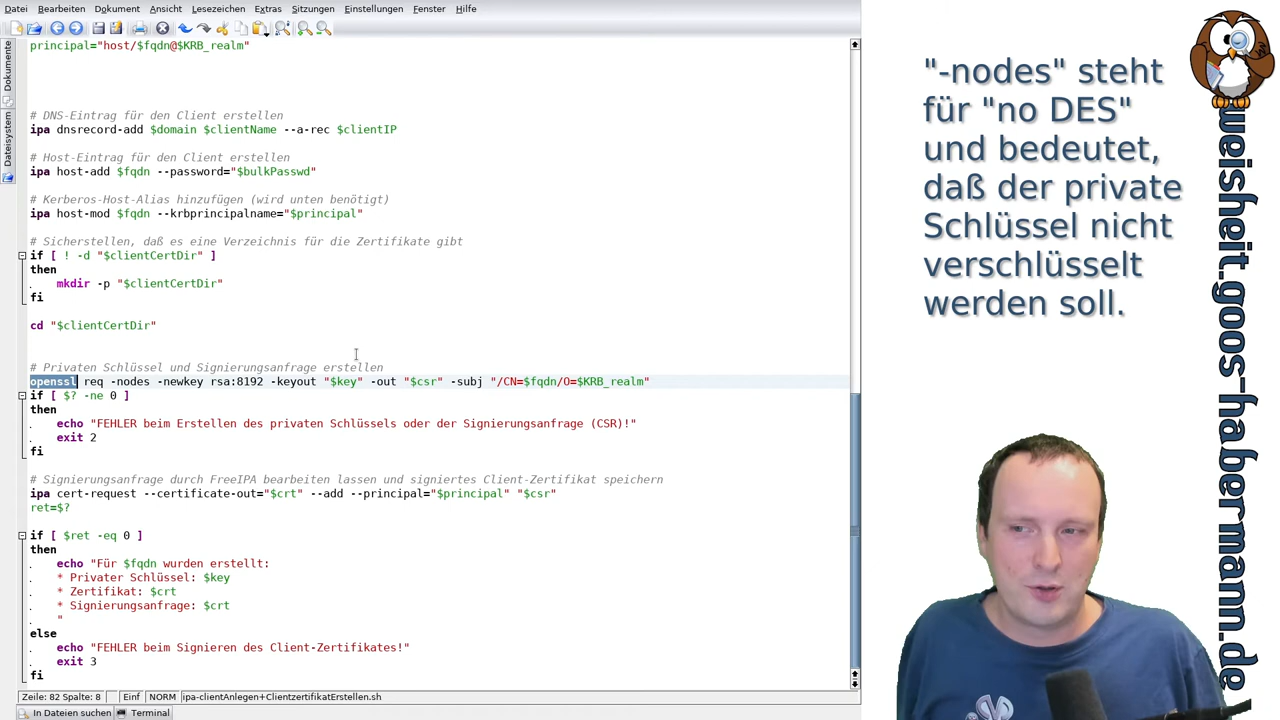 Datei Bearbeiten Dokument Ansicht Lesezeichen Extras Sitzungen Einstellungen Fenster Hilfe
Dokumente
Dateisystem
principal="host/$fqdn@$KRB_realm"
# DNS-Eintrag für den Client erstellen
ipa dnsrecord-add $domain $clientName --a-rec $clientIP
# Host-Eintrag für den Client erstellen
ipa host-add $fqdn --password="$bulkPasswd"
# Kerberos-Host-Alias hinzufügen (wird unten benötigt)
ipa host-mod $fqdn --krbprincipalname="$principal"
# Sicherstellen, daß es eine Verzeichnis für die Zertifikate gibt
if [ ! -d "$clientCertDir" ]
then
mkdir -p "$clientCertDir"
fi
cd "$clientCertDir"
# Privaten Schlüssel und Signierungsanfrage erstellen
openssl req -nodes -newkey rsa:8192 -keyout "$key" -out "$csr" -subj "/CN=$fqdn/O=$KRB_realm"
if [ $? -ne 0 ]
then
echo "FEHLER beim Erstellen des privaten Schlüssels oder der Signierungsanfrage (CSR)!"
exit 2
fi
# Signierungsanfrage durch FreeIPA bearbeiten lassen und signiertes Client-Zertifikat speichern
ipa cert-request --certificate-out="$crt" --add --principal="$principal" "$csr"
ret=$?
if [ $ret -eq 0 ]
then
echo "Für $fqdn wurden erstellt:
* Privater Schlüssel: $key
* Zertifikat: $crt
* Signierungsanfrage: $crt
"
else
echo "FEHLER beim Signieren des Client-Zertifikates!"
exit 3
fi
Zeile: 82 Spalte: 8 Einf NORM ipa-clientAnlegen+ClientzertifikatErstellen.sh
In Dateien suchen Terminal
"-nodes" steht
für "no DES"
und bedeutet,
daß der private
Schlüssel nicht
verschlüsselt
werden soll.
weisheit.goos-habermann.de